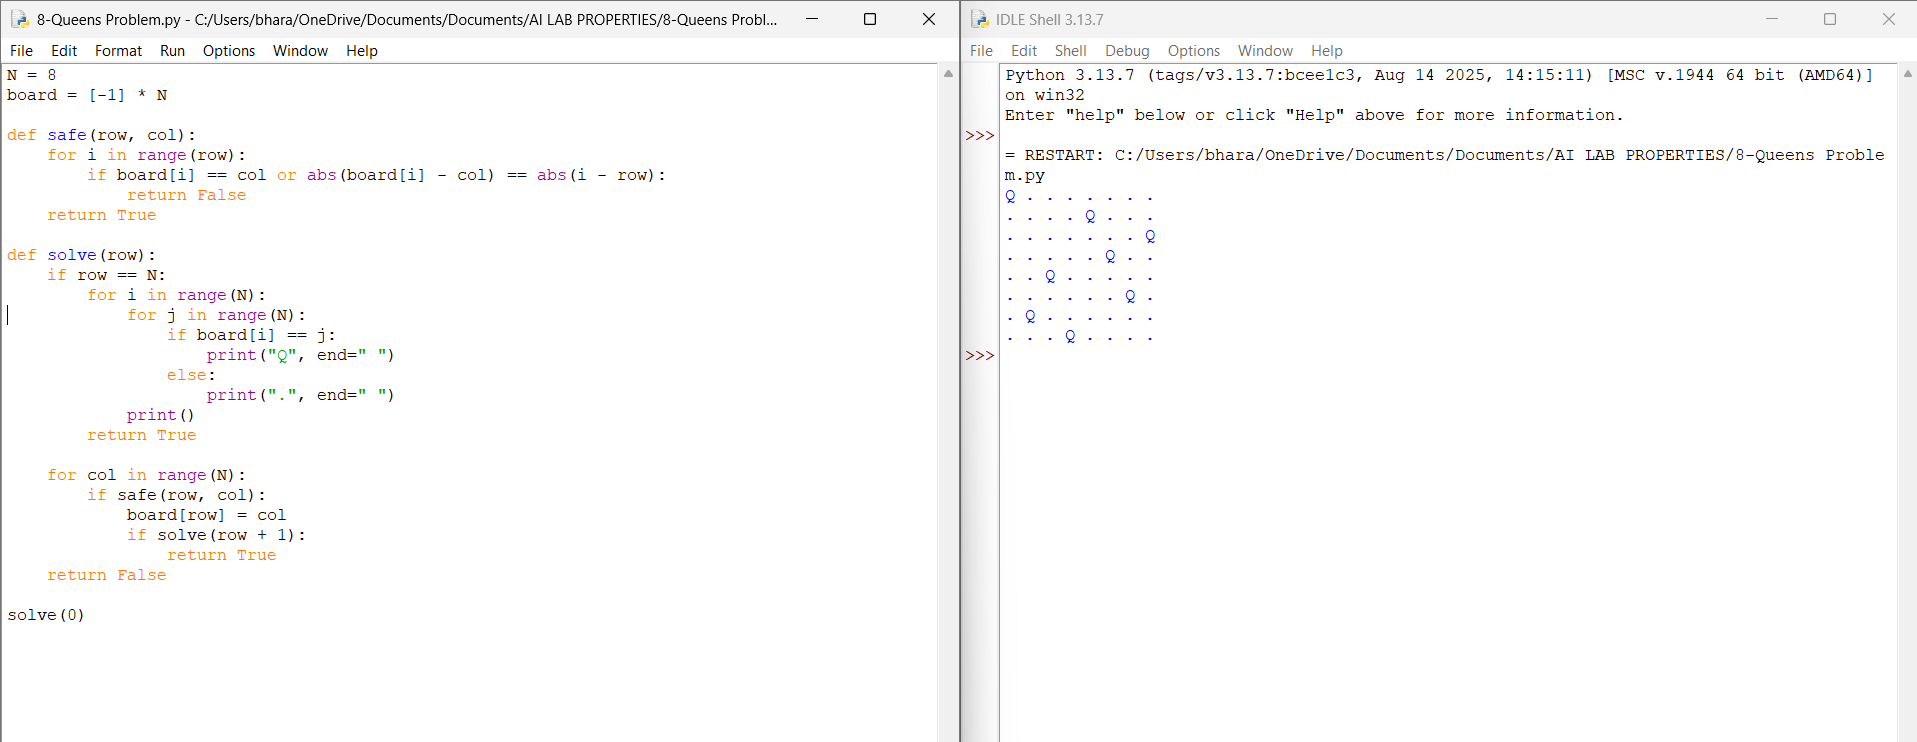 8-Queens Problem.py - C:/Users/bhara/OneDrive/Documents/Documents/AI LAB PROPERTIES/8-Queens Probl...
File Edit Format Run Options Window Help
N = 8
board = [-1] * N

def safe(row, col):
    for i in range(row):
        if board[i] == col or abs(board[i] - col) == abs(i - row):
            return False
    return True

def solve(row):
    if row == N:
        for i in range(N):
            for j in range(N):
                if board[i] == j:
                    print("Q", end=" ")
                else:
                    print(".", end=" ")
            print()
        return True

    for col in range(N):
        if safe(row, col):
            board[row] = col
            if solve(row + 1):
                return True
    return False

solve(0)
IDLE Shell 3.13.7
File Edit Shell Debug Options Window Help
Python 3.13.7 (tags/v3.13.7:bcee1c3, Aug 14 2025, 14:15:11) [MSC v.1944 64 bit (AMD64)]
on win32
Enter "help" below or click "Help" above for more information.
>>>
= RESTART: C:/Users/bhara/OneDrive/Documents/Documents/AI LAB PROPERTIES/8-Queens Proble
m.py
Q . . . . . . .
. . . . Q . . .
. . . . . . . Q
. . . . . Q . .
. . Q . . . . .
. . . . . . Q .
. Q . . . . . .
. . . Q . . . .
>>>